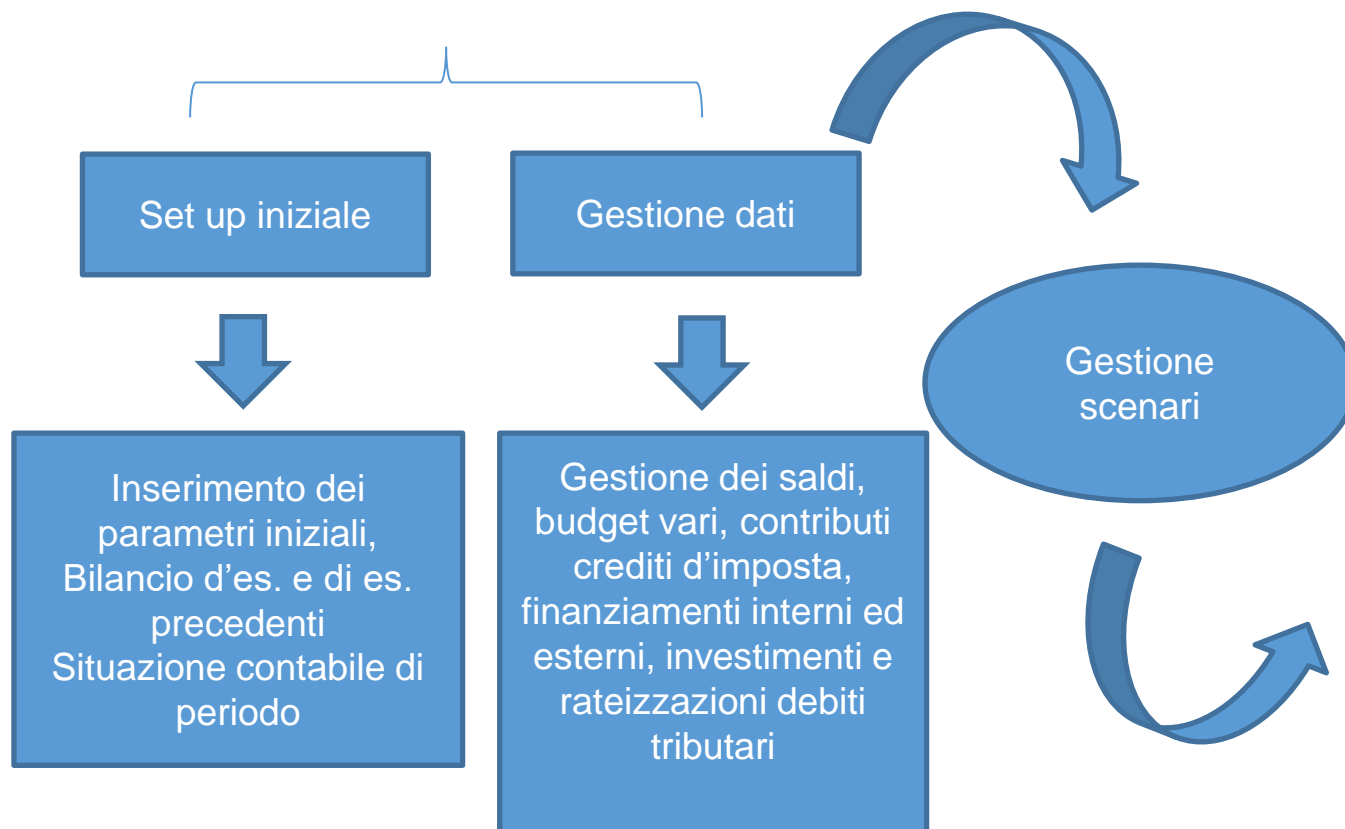 Set up iniziale
Gestione dati
Gestione
scenari
Inserimento dei
parametri iniziali,
Bilancio d'es. e di es.
precedenti
Situazione contabile di
periodo
Gestione dei saldi,
budget vari, contributi
crediti d'imposta,
finanziamenti interni ed
esterni, investimenti e
rateizzazioni debiti
tributari